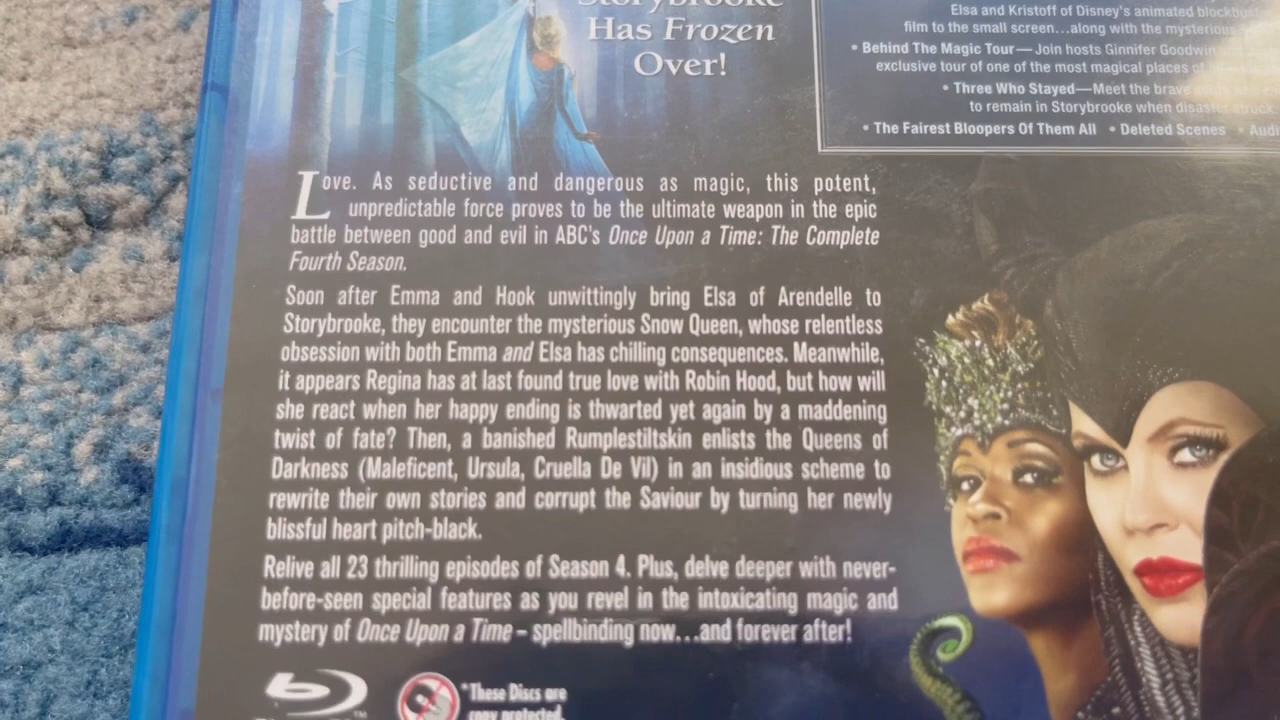 Storybrooke
Has Frozen
Over!
Elsa and Kristoff of Disney's animated blockbuster
film to the small screen...along with the mysterious
• Behind The Magic Tour — Join hosts Ginnifer Goodwin
exclusive tour of one of the most magical places
• Three Who Stayed—Meet the brave
to remain in Storybrooke when disaster struck
• The Fairest Bloopers Of Them All • Deleted Scenes • Audi
Love. As seductive and dangerous as magic, this potent,
unpredictable force proves to be the ultimate weapon in the epic
battle between good and evil in ABC's Once Upon a Time: The Complete
Fourth Season.
Soon after Emma and Hook unwittingly bring Elsa of Arendelle to
Storybrooke, they encounter the mysterious Snow Queen, whose relentless
obsession with both Emma and Elsa has chilling consequences. Meanwhile,
it appears Regina has at last found true love with Robin Hood, but how will
she react when her happy ending is thwarted yet again by a maddening
twist of fate? Then, a banished Rumplestiltskin enlists the Queens of
Darkness (Maleficent, Ursula, Cruella De Vil) in an insidious scheme to
rewrite their own stories and corrupt the Saviour by turning her newly
blissful heart pitch-black.
Relive all 23 thrilling episodes of Season 4. Plus, delve deeper with never-
before-seen special features as you revel in the intoxicating magic and
mystery of Once Upon a Time – spellbinding now...and forever after!
*These Discs are
copy protected.